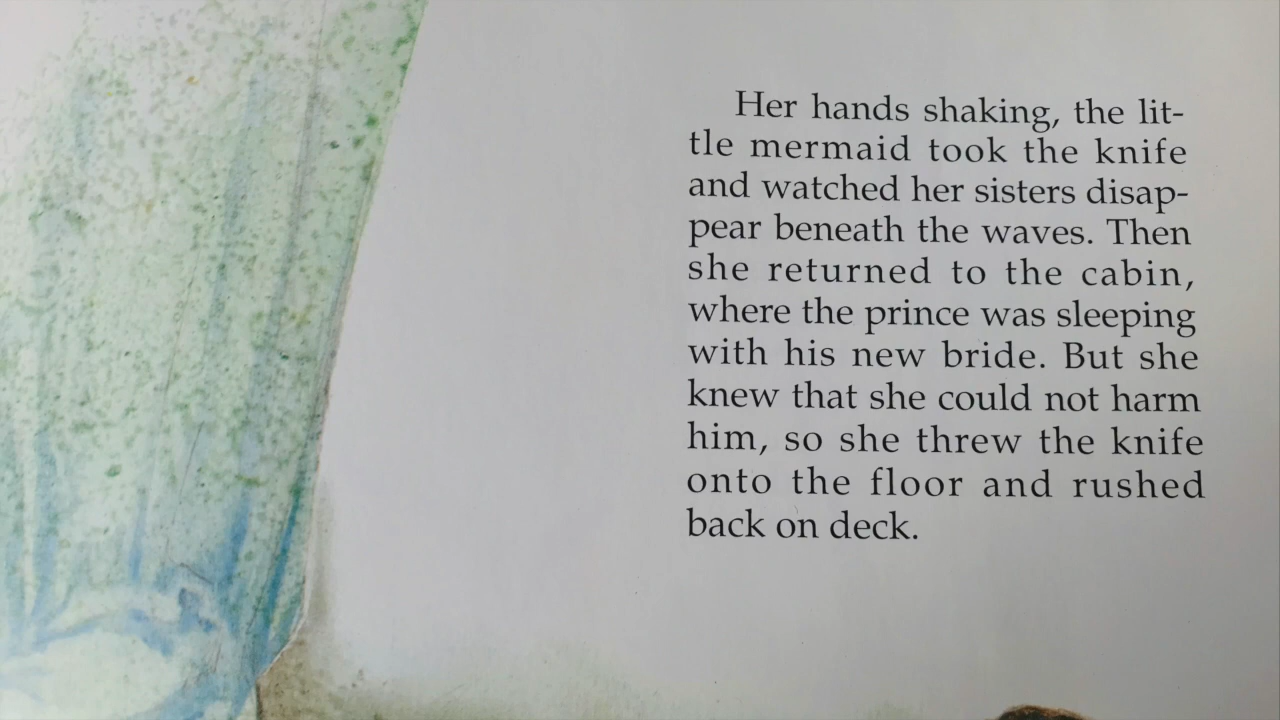 Her hands shaking, the lit-
tle mermaid took the knife
and watched her sisters disap-
pear beneath the waves. Then
she returned to the cabin,
where the prince was sleeping
with his new bride. But she
knew that she could not harm
him, so she threw the knife
onto the floor and rushed
back on deck.